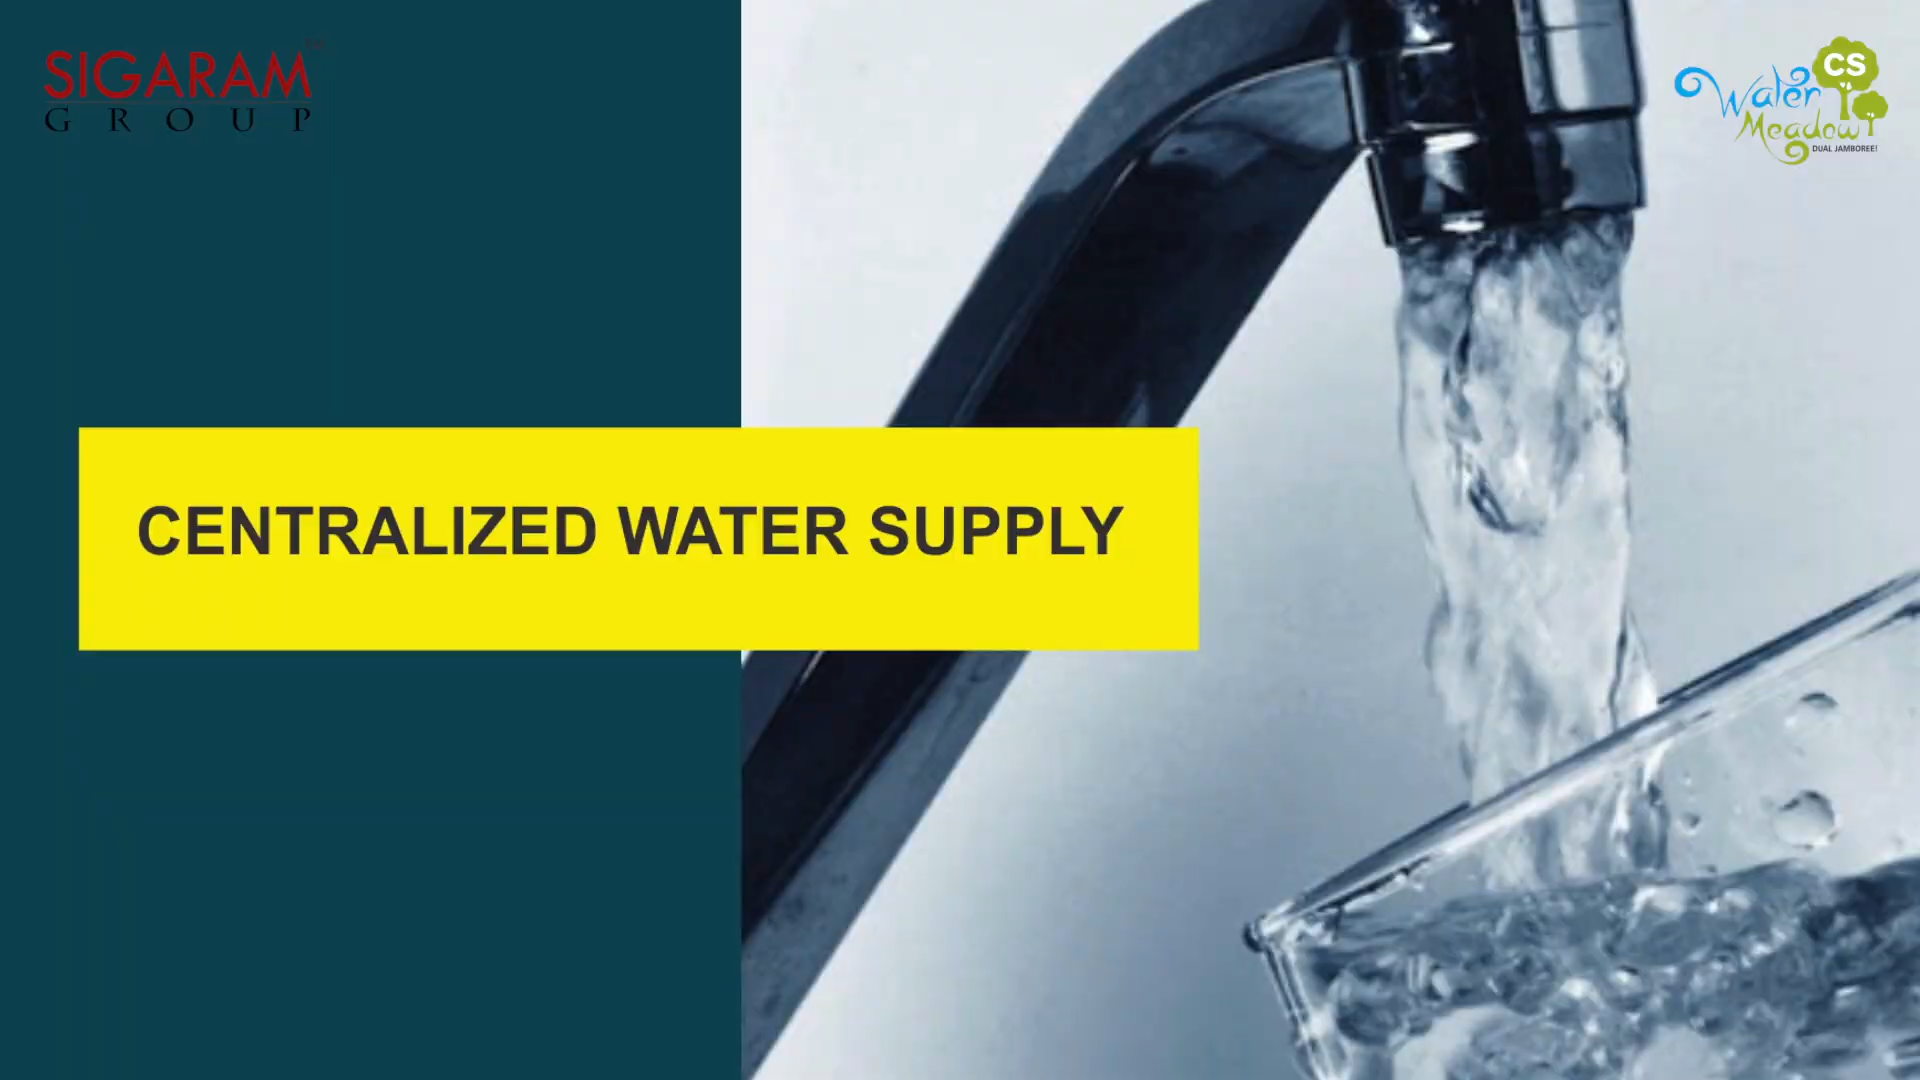 SIGARAM
GROUP
CS
Water
Meadow
DUAL JAMBOREE!
CENTRALIZED WATER SUPPLY